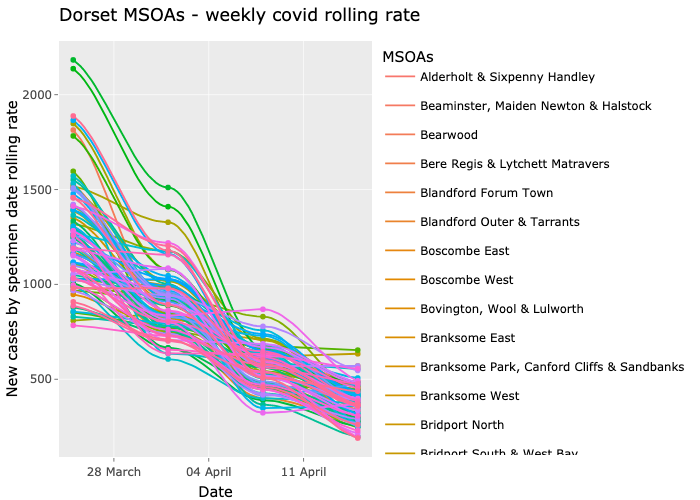 Dorset MSOAs - weekly covid rolling rate
New cases by specimen date rolling rate
2000
1500
1000
500
28 March
04 April
11 April
Date
MSOAs
Alderholt & Sixpenny Handley
Beaminster, Maiden Newton & Halstock
Bearwood
Bere Regis & Lytchett Matravers
Blandford Forum Town
Blandford Outer & Tarrants
Boscombe East
Boscombe West
Bovington, Wool & Lulworth
Branksome East
Branksome Park, Canford Cliffs & Sandbanks
Branksome West
Bridport North
Bridport South & West Bay